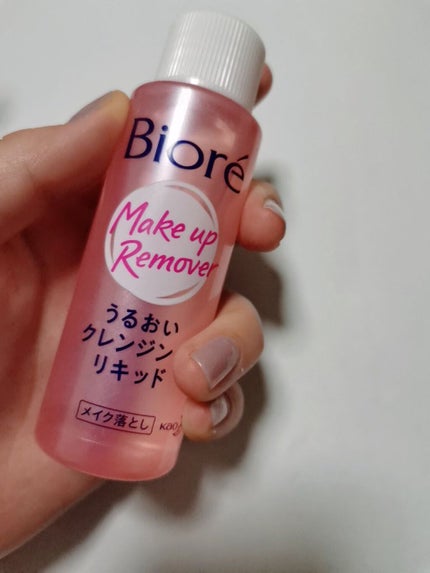 Bioré
Make up
Remover
うるおい
クレンジン
リキッド
メイク落とし
Kao